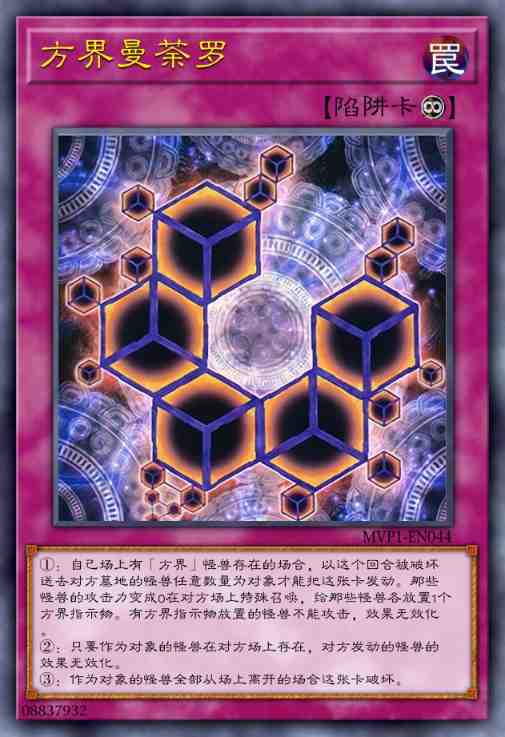 方界曼荼罗
罠
【陷阱卡♾】
MVP1-EN044
①：自己场上有「方界」怪兽存在的场合，以这个回合被破坏
送去对方墓地的怪兽任意数量为对象才能把这张卡发动。那些
怪兽的攻击力变成0在对方场上特殊召唤，给那些怪兽各放置1个
方界指示物。有方界指示物放置的怪兽不能攻击，效果无效化
。
②：只要作为对象的怪兽在对方场上存在，对方发动的怪兽的
效果无效化。
③：作为对象的怪兽全部从场上离开的场合这张卡破坏。
08837932